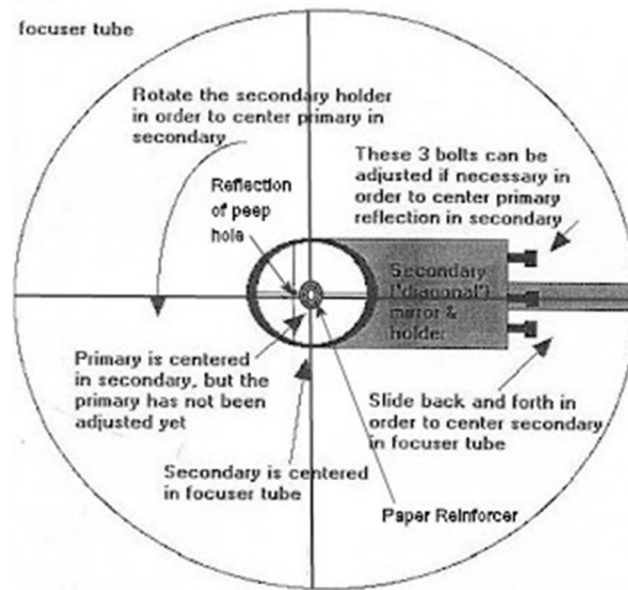 focuser tube
Rotate the secondary holder
in order to center primary in
secondary
These 3 bolts can be
adjusted if necessary in
order to center primary
reflection in secondary
Reflection
of peep
hole
Secondary
("diagonal")
mirror &
holder
Primary is centered
in secondary, but the
primary has not been
adjusted yet
Slide back and forth in
order to center secondary
in focuser tube
Secondary is centered
in focuser tube
Paper Reinforcer